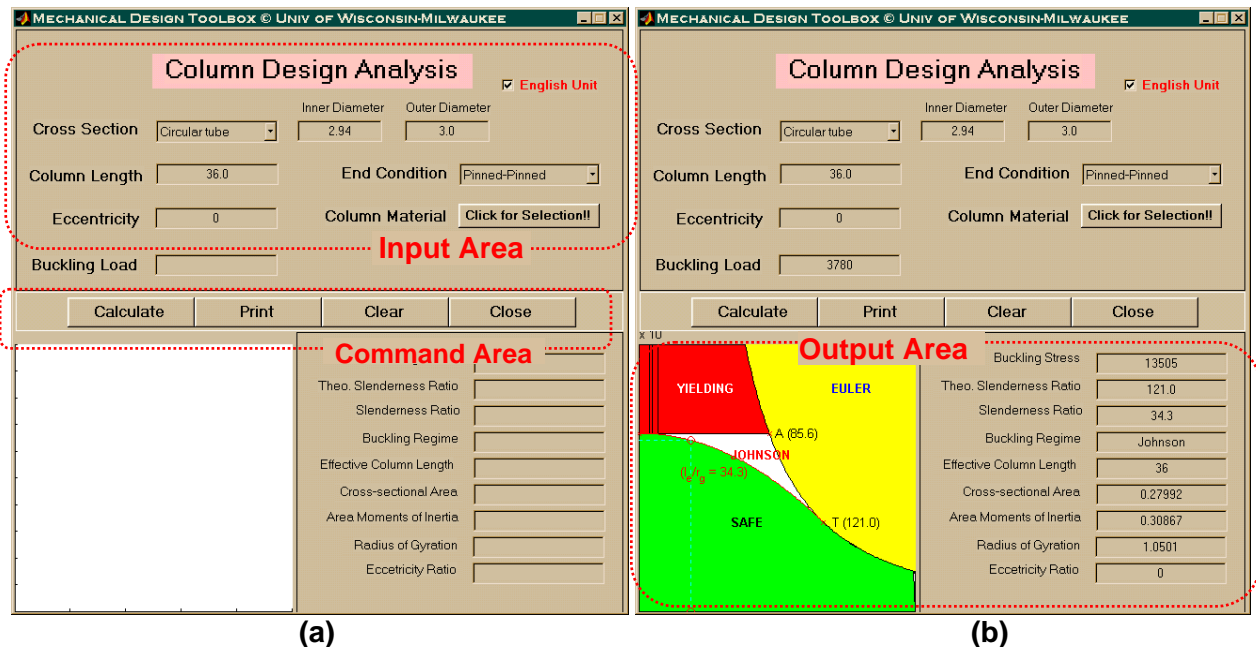 MECHANICAL DESIGN TOOLBOX © UNIV OF WISCONSIN-MILWAUKEE
Column Design Analysis
English Unit
Inner Diameter Outer Diameter
Cross Section Circular tube 2.94 3.0
Column Length 36.0 End Condition Pinned-Pinned
Eccentricity 0 Column Material Click for Selection!!
Input Area
Buckling Load
Calculate Print Clear Close
Command Area
Theo. Slenderness Ratio
Slenderness Ratio
Buckling Regime
Effective Column Length
Cross-sectional Area
Area Moments of Inertia
Radius of Gyration
Eccetricity Ratio
(a)
MECHANICAL DESIGN TOOLBOX © UNIV OF WISCONSIN-MILWAUKEE
Column Design Analysis
English Unit
Inner Diameter Outer Diameter
Cross Section Circular tube 2.94 3.0
Column Length 36.0 End Condition Pinned-Pinned
Eccentricity 0 Column Material Click for Selection!!
Buckling Load 3780
Calculate Print Clear Close
x 10
Output Area
YIELDING
EULER
A (85.6)
JOHNSON
(l_e/r_g = 34.3)
SAFE
T (121.0)
Buckling Stress 13505
Theo. Slenderness Ratio 121.0
Slenderness Ratio 34.3
Buckling Regime Johnson
Effective Column Length 36
Cross-sectional Area 0.27992
Area Moments of Inertia 0.30867
Radius of Gyration 1.0501
Eccetricity Ratio 0
(b)